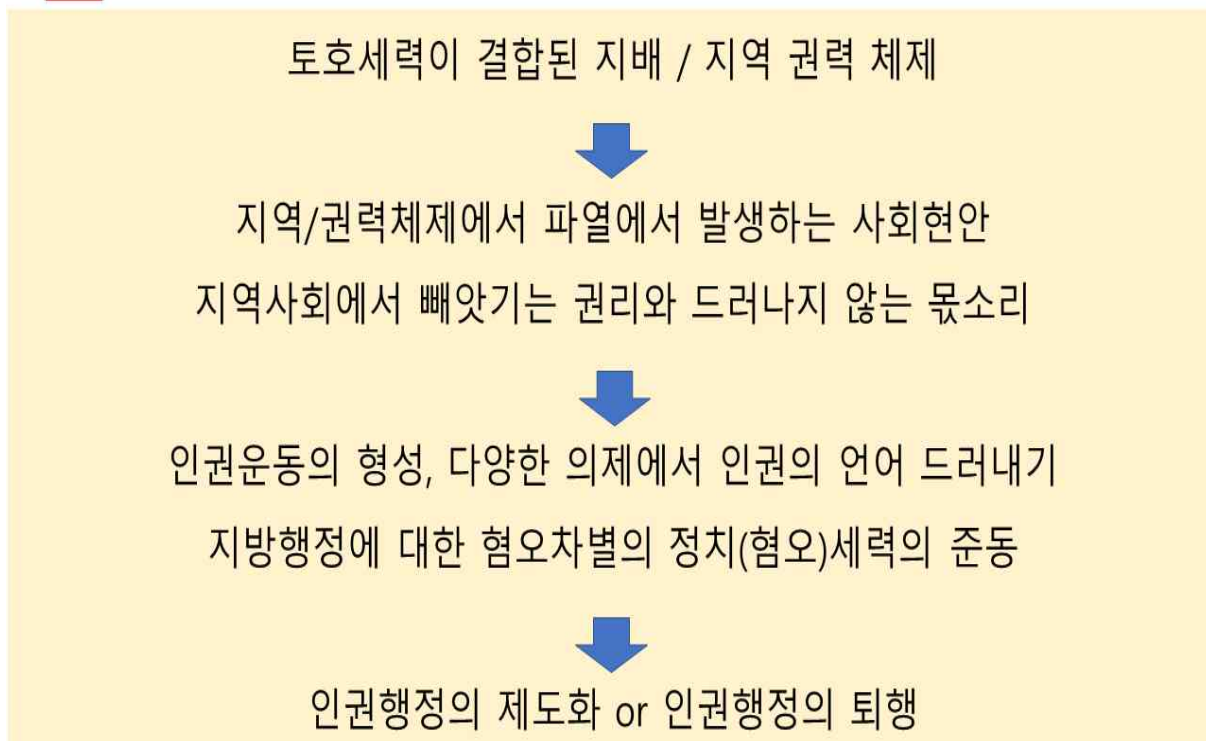 토호세력이 결합된 지배 / 지역 권력 체제
지역/권력체제에서 파열에서 발생하는 사회현안
지역사회에서 빼앗기는 권리와 드러나지 않는 몫소리
인권운동의 형성, 다양한 의제에서 인권의 언어 드러내기
지방행정에 대한 혐오차별의 정치(혐오)세력의 준동
인권행정의 제도화 or 인권행정의 퇴행